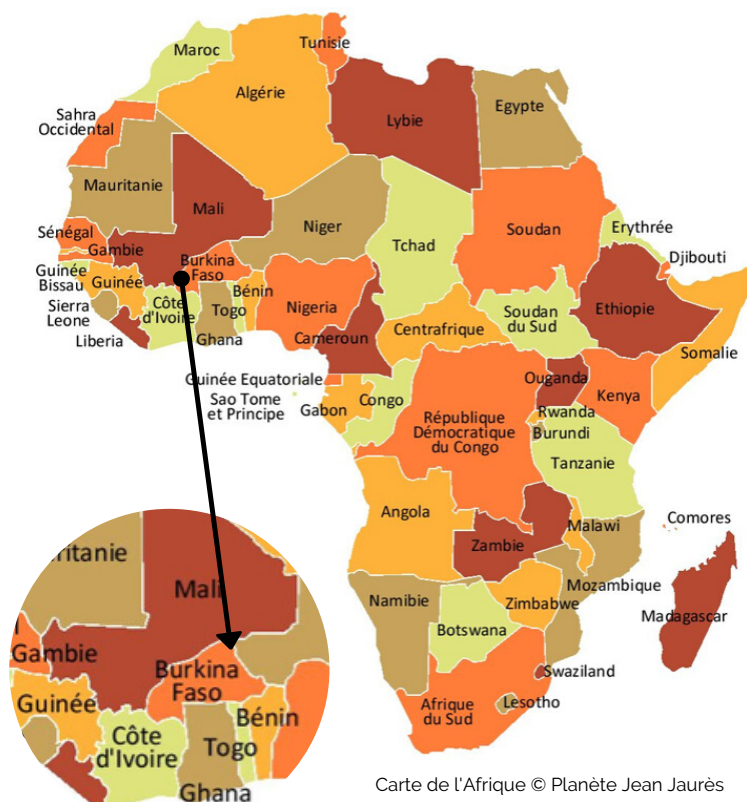 Maroc
Tunisie
Algérie
Lybie
Egypte
Sahra
Occidental
Mauritanie
Mali
Niger
Tchad
Soudan
Erythrée
Djibouti
Sénégal
Gambie
Burkina
Faso
Guinée
Bissau
Guinée
Sierra
Leone
Liberia
Côte
d'Ivoire
Ghana
Togo
Bénin
Nigeria
Cameroun
Centrafrique
Soudan
du Sud
Ethiopie
Somalie
Guinée Equatoriale
Sao Tome
et Principe
Gabon
Congo
République
Démocratique
du Congo
Ouganda
Kenya
Rwanda
Burundi
Tanzanie
Angola
Zambie
Malawi
Comores
Mozambique
Madagascar
Namibie
Zimbabwe
Botswana
Swaziland
Lesotho
Afrique
du Sud
ritanie
Mali
Gambie
Burkina
Faso
Guinée
Côte
d'Ivoire
Togo
Bénin
Ghana
Carte de l'Afrique © Planète Jean Jaurès